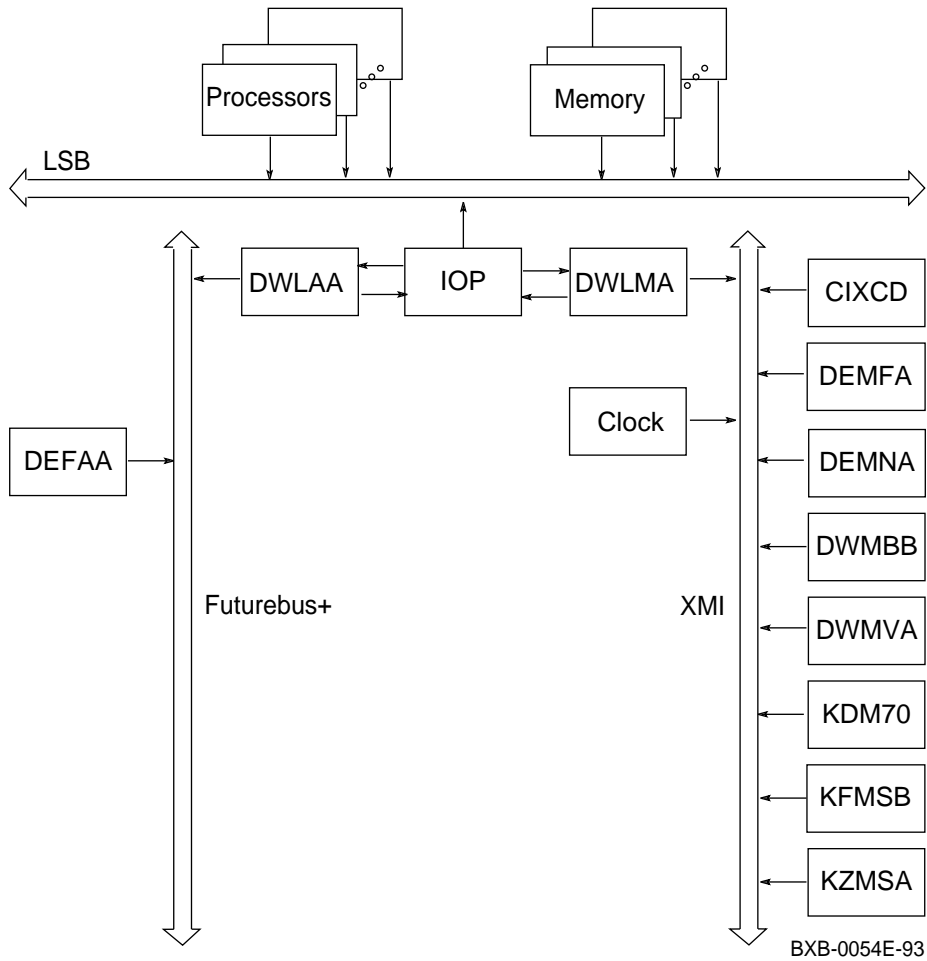 Processors
Memory
LSB
DWLAA
IOP
DWLMA
CIXCD
DEMFA
Clock
DEFAA
DEMNA
DWMBB
Futurebus+
XMI
DWMVA
KDM70
KFMSB
KZMSA
BXB-0054E-93